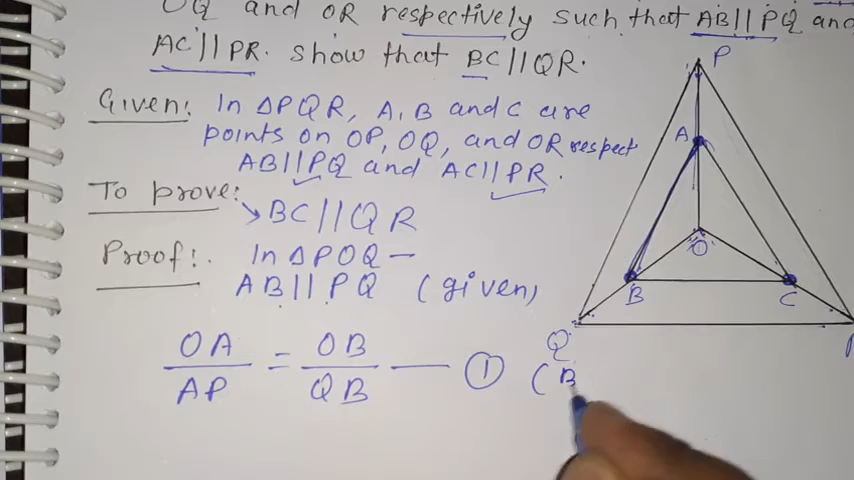 OQ and OR respectively such that AB||PQ and
AC||PR. show that BC||QR.
Given: In ΔPQR, A, B and C are
points on OP, OQ, and OR respect
AB||PQ and AC||PR.
To prove:
BC||QR
Proof:. In ΔPOQ —
AB||PQ (given)
OA/AP = OB/QB — ①
(B
P
A
O
B
C
Q